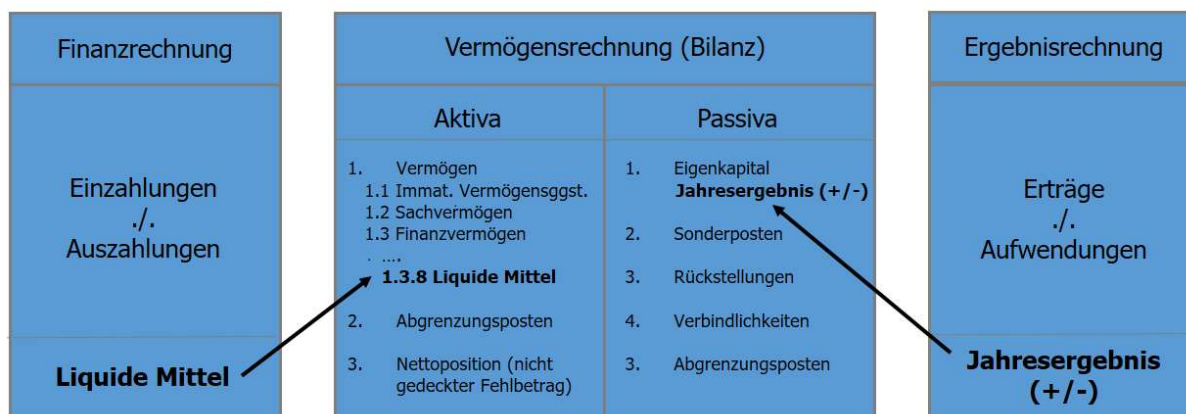 Finanzrechnung
Einzahlungen
./.
Auszahlungen
Liquide Mittel
Vermögensrechnung (Bilanz)
Aktiva
1. Vermögen
1.1 Immat. Vermögensggst.
1.2 Sachvermögen
1.3 Finanzvermögen
. ….
1.3.8 Liquide Mittel
2. Abgrenzungsposten
3. Nettoposition (nicht
gedeckter Fehlbetrag)
Passiva
1. Eigenkapital
Jahresergebnis (+/-)
2. Sonderposten
3. Rückstellungen
4. Verbindlichkeiten
3. Abgrenzungsposten
Ergebnisrechnung
Erträge
./.
Aufwendungen
Jahresergebnis
(+/-)